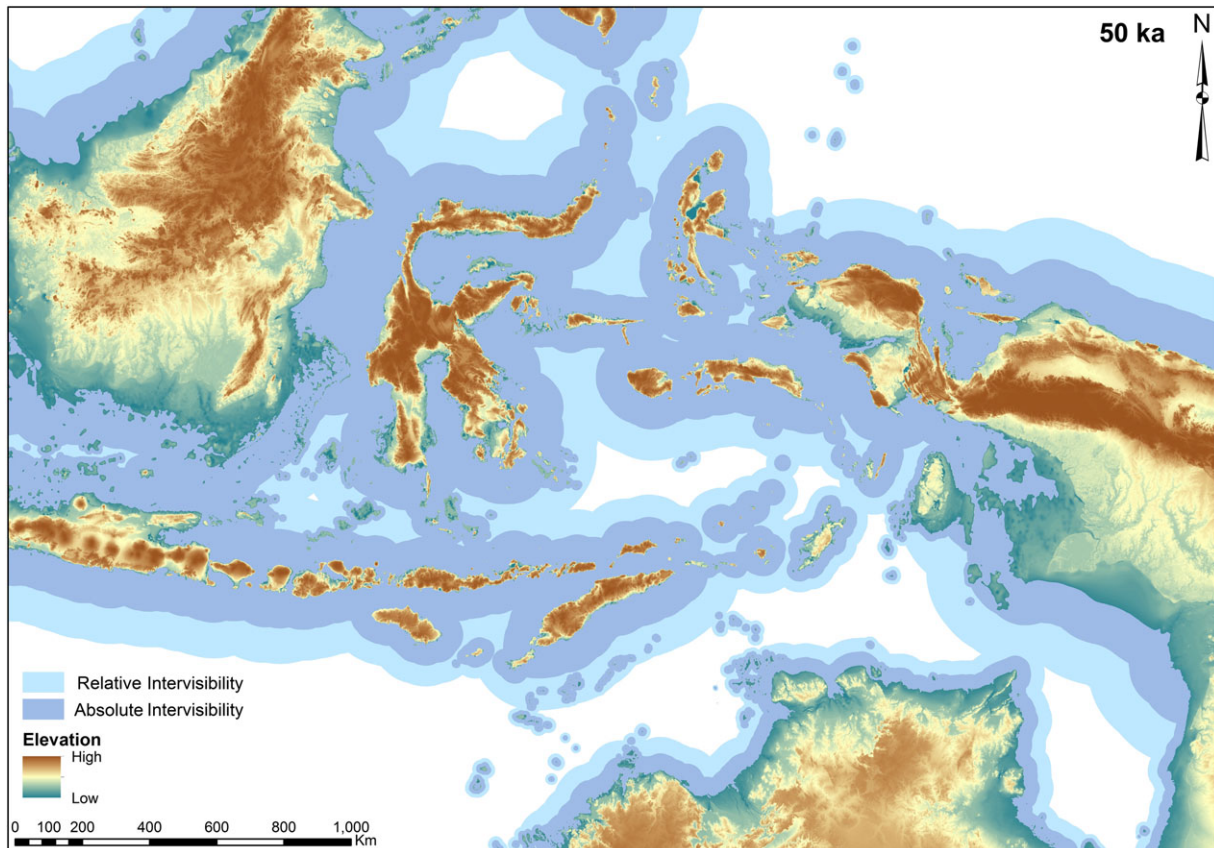 50 ka
N
Relative Intervisibility
Absolute Intervisibility
Elevation
High
Low
0 100 200 400 600 800 1,000
Km